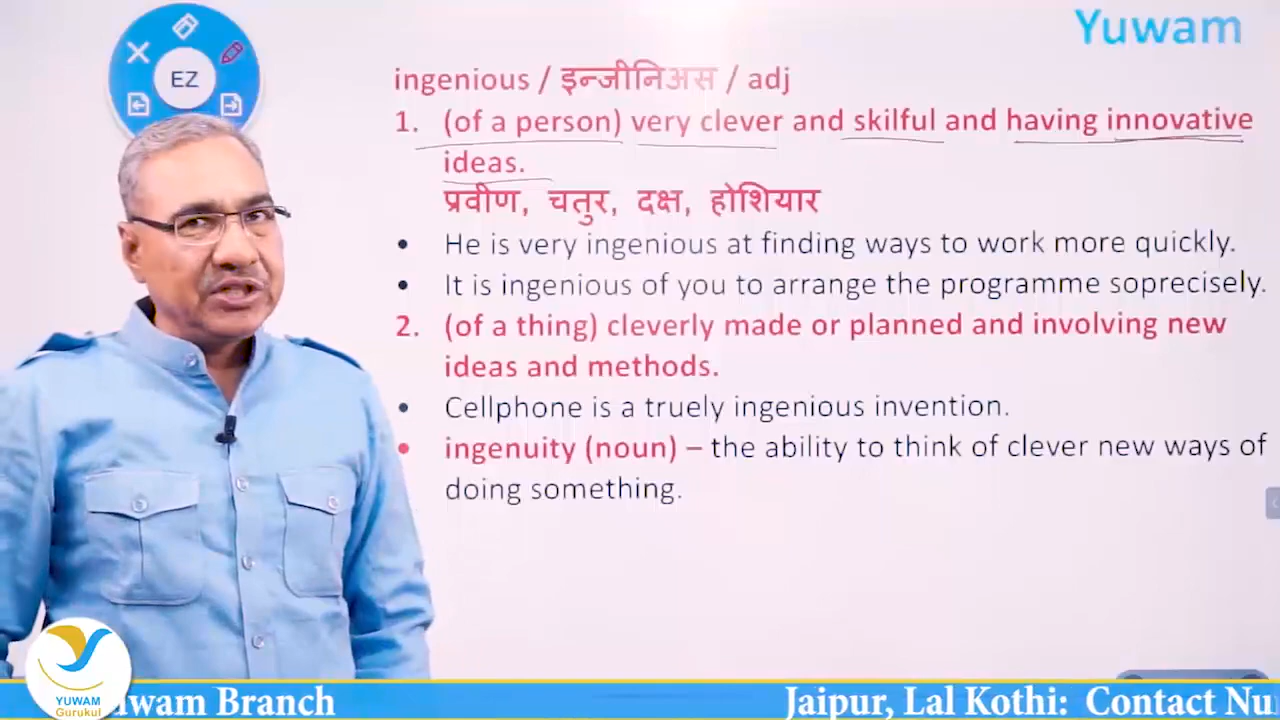 Yuwam
EZ
ingenious / इन्जीनिअस / adj
1. (of a person) very clever and skilful and having innovative
ideas.
प्रवीण, चतुर, दक्ष, होशियार
• He is very ingenious at finding ways to work more quickly.
• It is ingenious of you to arrange the programme soprecisely.
2. (of a thing) cleverly made or planned and involving new
ideas and methods.
• Cellphone is a truely ingenious invention.
• ingenuity (noun) – the ability to think of clever new ways of
doing something.
YUWAM
Gurukul
uwam Branch
Jaipur, Lal Kothi: Contact Nu